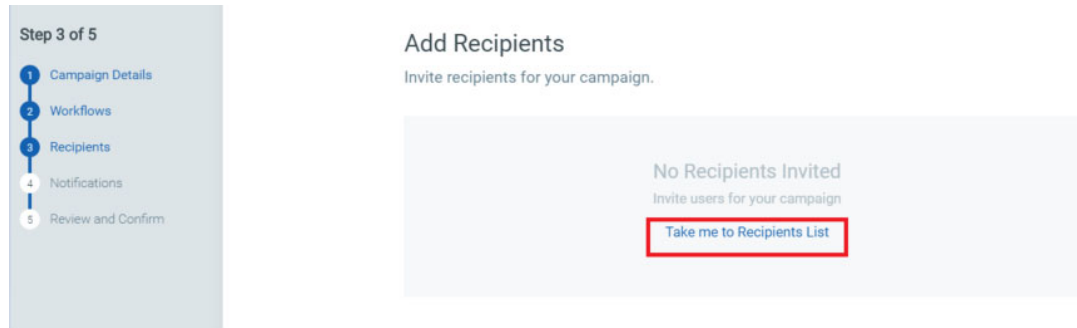 Step 3 of 5
1 Campaign Details
2 Workflows
3 Recipients
4 Notifications
5 Review and Confirm
Add Recipients
Invite recipients for your campaign.
No Recipients Invited
Invite users for your campaign
Take me to Recipients List